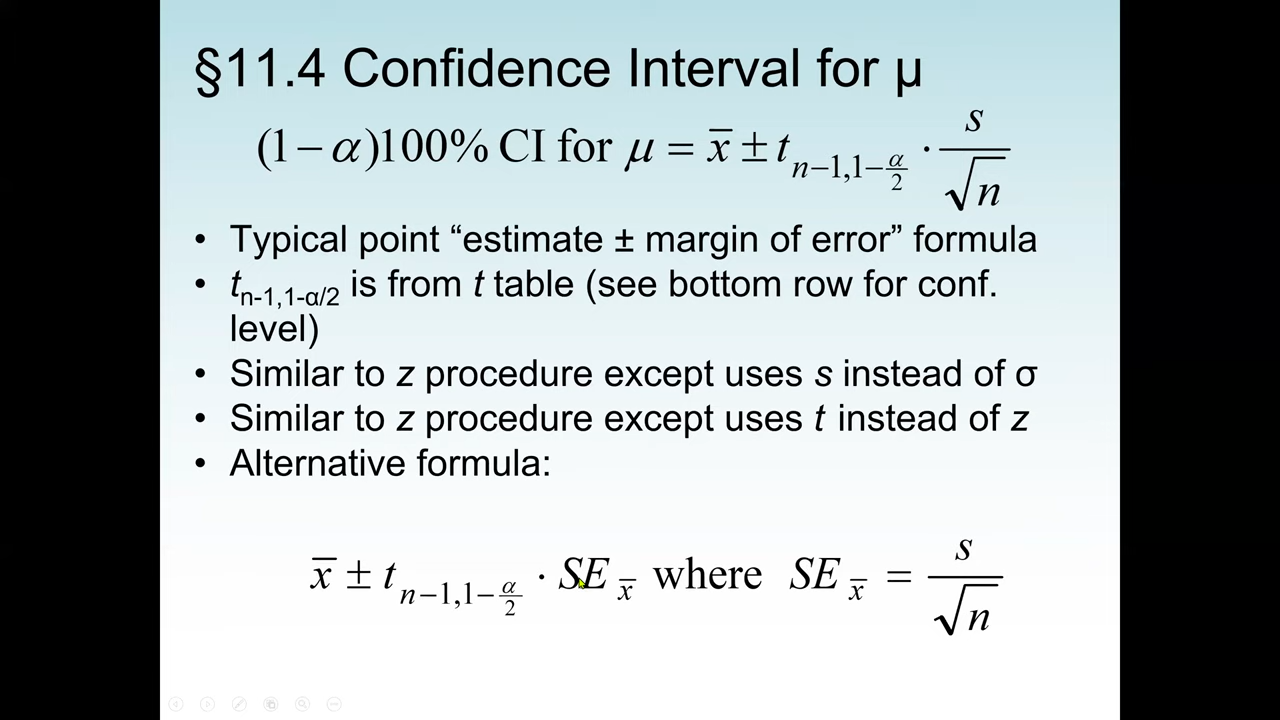 §11.4 Confidence Interval for µ
(1 − α)100% CI for μ = x̄ ± t_{n−1,1−α/2} · s/√n
• Typical point “estimate ± margin of error” formula
• t_{n-1,1-α/2} is from t table (see bottom row for conf.
level)
• Similar to z procedure except uses s instead of σ
• Similar to z procedure except uses t instead of z
• Alternative formula:
x̄ ± t_{n−1,1−α/2} · SE_{x̄} where SE_{x̄} = s/√n